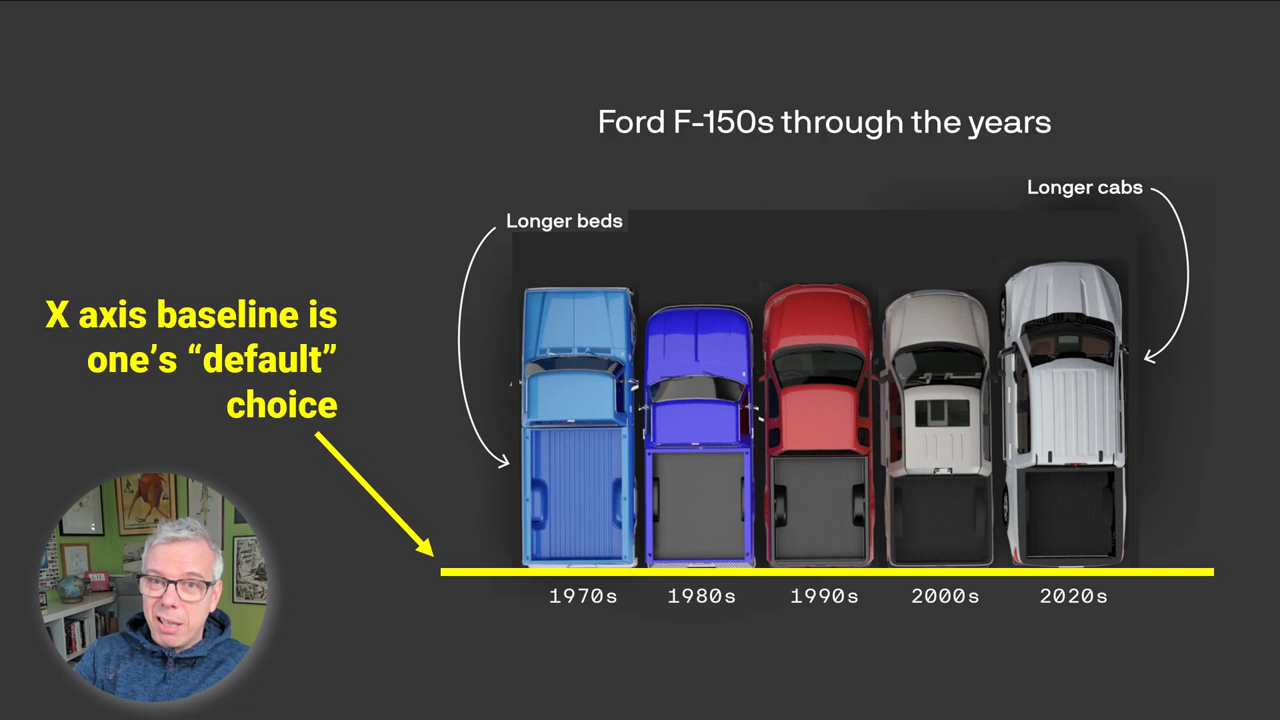 Ford F-150s through the years
Longer cabs
Longer beds
X axis baseline is
one’s “default”
choice
1970s 1980s 1990s 2000s 2020s